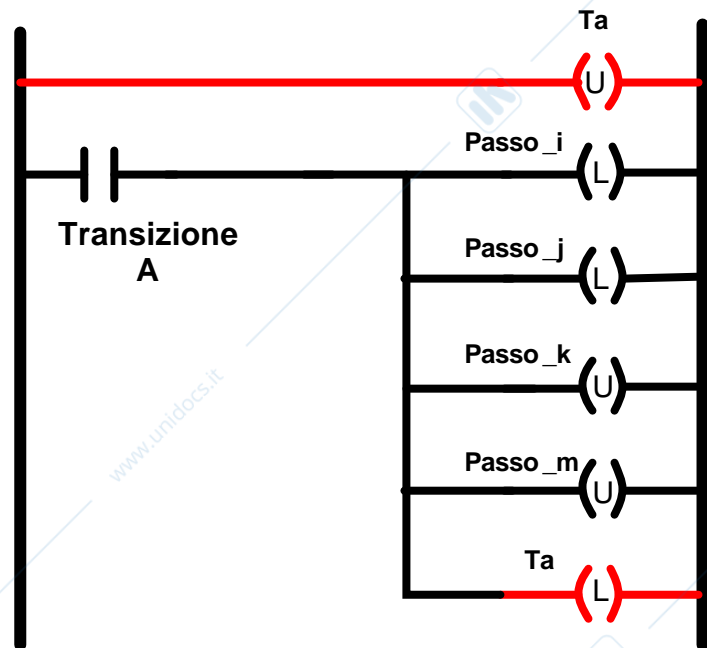 Ta
U
Passo_i
L
Transizione
A
Passo_j
L
Passo_k
U
Passo_m
U
Ta
L
www.unidocs.it